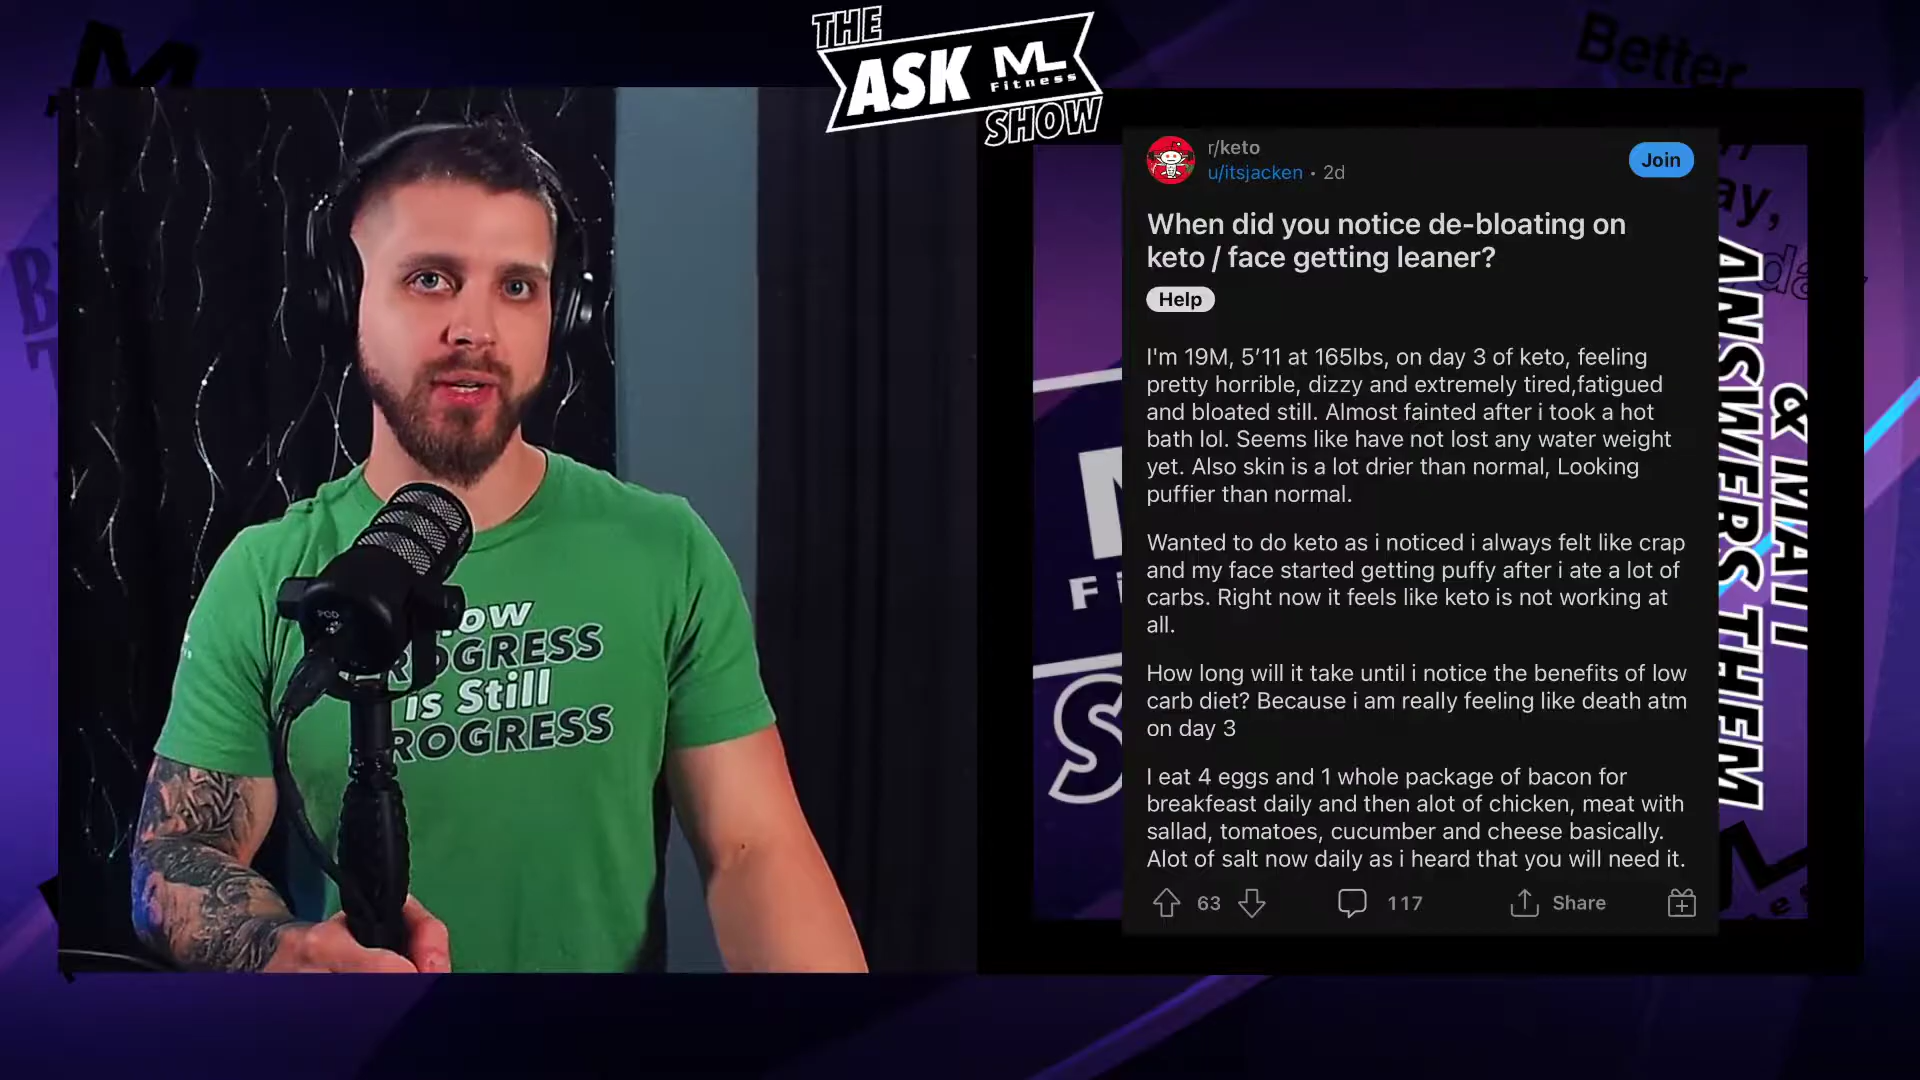 THE
ASK ML
Fitness
SHOW
Better
r/keto
u/itsjacken • 2d
Join
When did you notice de-bloating on
keto / face getting leaner?
Help
I'm 19M, 5’11 at 165lbs, on day 3 of keto, feeling
pretty horrible, dizzy and extremely tired,fatigued
and bloated still. Almost fainted after i took a hot
bath lol. Seems like have not lost any water weight
yet. Also skin is a lot drier than normal, Looking
puffier than normal.
Wanted to do keto as i noticed i always felt like crap
and my face started getting puffy after i ate a lot of
carbs. Right now it feels like keto is not working at
all.
How long will it take until i notice the benefits of low
carb diet? Because i am really feeling like death atm
on day 3
I eat 4 eggs and 1 whole package of bacon for
breakfeast daily and then alot of chicken, meat with
sallad, tomatoes, cucumber and cheese basically.
Alot of salt now daily as i heard that you will need it.
63
117
Share
& MATT
ANSWERS THEM
is Still
POD